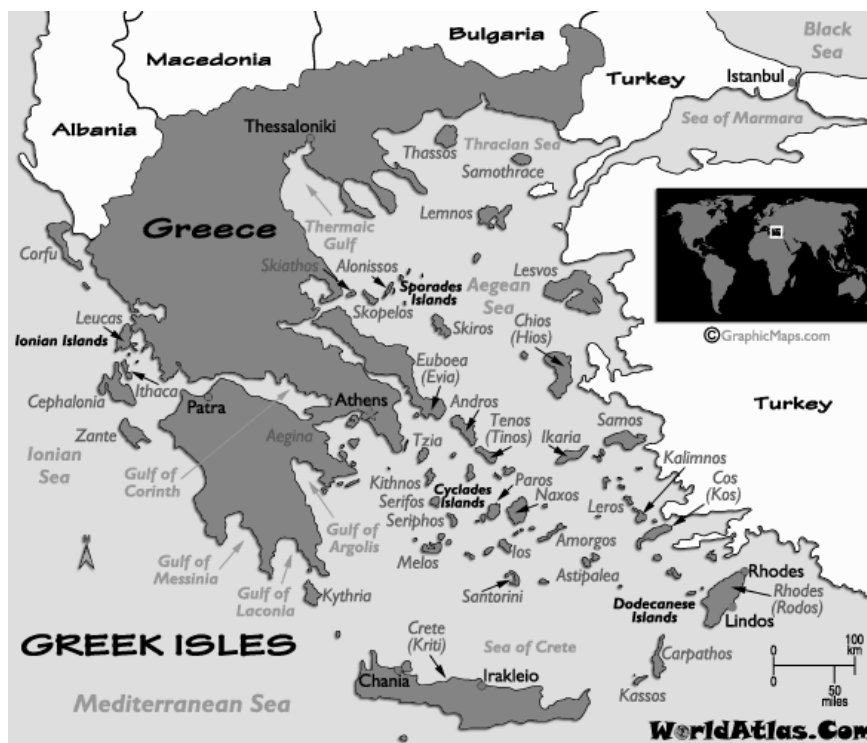 Black
Sea
Bulgaria
Macedonia
Turkey
Istanbul
Albania
Sea of Marmara
Thessaloniki
Thracian Sea
Thassos
Samothrace
Greece
Thermaic
Gulf
Lemnos
Corfu
Skiathos
Alonissos
Sporades
Islands
Aegean
Sea
Lesvos
Skopelos
Skiros
© GraphicMaps.com
Leucas
Ionian Islands
Chios
(Hios)
Euboea
(Evia)
Ithaca
Cephalonia
Patra
Athens
Andros
Turkey
Zante
Ionian
Sea
Aegina
Tenos
(Tinos)
Ikaria
Samos
Tzia
Kalimnos
Gulf of
Corinth
Kithnos
Cyclades
Islands
Paros
Naxos
Cos
(Kos)
Serifos
Leros
Seriphos
Gulf of
Argolis
N
Gulf of
Messinia
Melos
Ios
Amorgos
Astipalea
Gulf of
Laconia
Kythria
Santorini
Rhodes
Rhodes
(Rodos)
Dodecanese
Islands
Lindos
GREEK ISLES
Crete
(Kriti)
Sea of Crete
0
100
km
Carpathos
Chania
Irakleio
0
50
miles
Kassos
Mediterranean Sea
WorldAtlas.Com